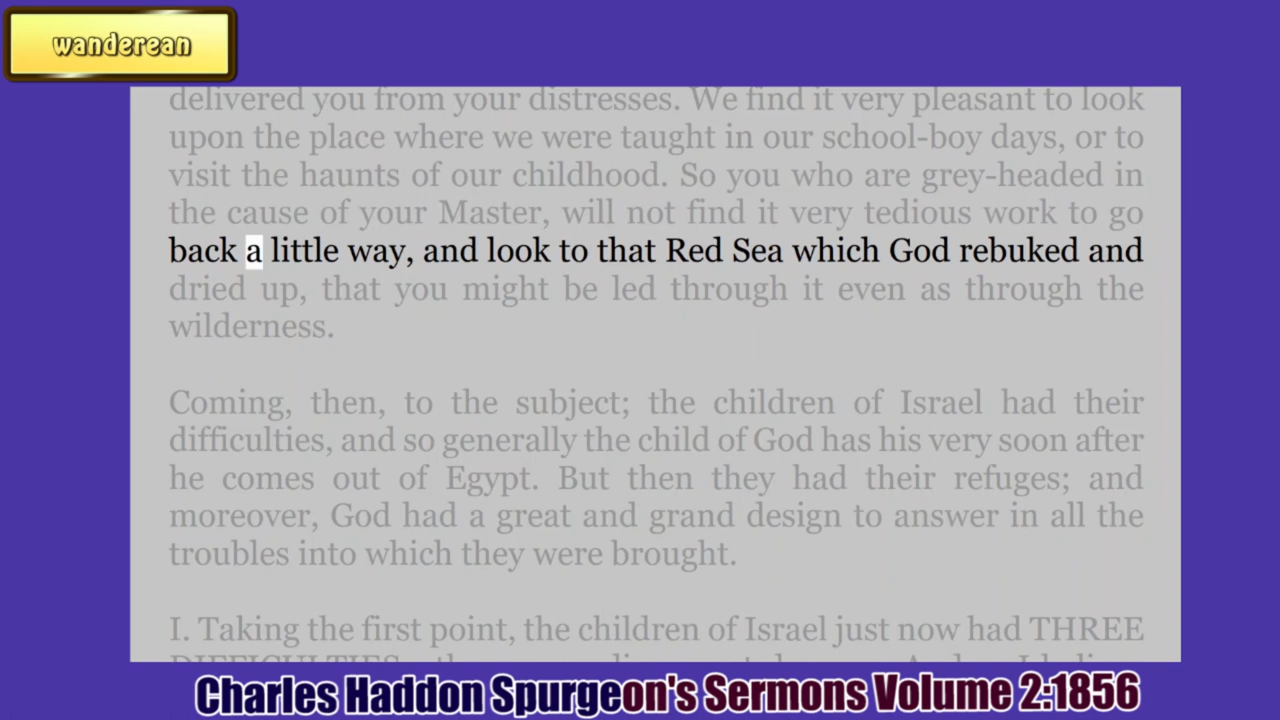 wanderean
delivered you from your distresses. We find it very pleasant to look
upon the place where we were taught in our school-boy days, or to
visit the haunts of our childhood. So you who are grey-headed in
the cause of your Master, will not find it very tedious work to go
back a little way, and look to that Red Sea which God rebuked and
dried up, that you might be led through it even as through the
wilderness.
Coming, then, to the subject; the children of Israel had their
difficulties, and so generally the child of God has his very soon after
he comes out of Egypt. But then they had their refuges; and
moreover, God had a great and grand design to answer in all the
troubles into which they were brought.
I. Taking the first point, the children of Israel just now had THREE
DIFFICULTIES
Charles Haddon Spurgeon's Sermons Volume 2:1856